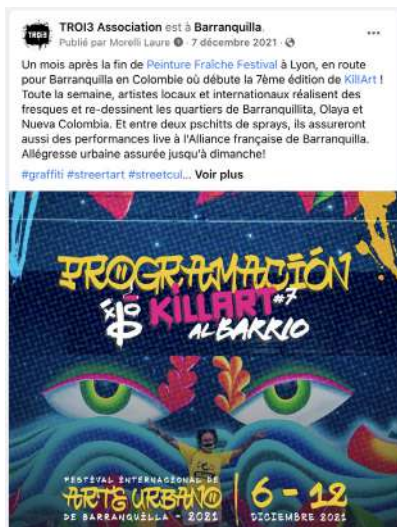 TROI3
TROI3 Association est à Barranquilla.
Publié par Morelli Laure · 7 décembre 2021 ·
Un mois après la fin de Peinture Fraîche Festival à Lyon, en route
pour Barranquilla en Colombie où débute la 7ème édition de KillArt !
Toute la semaine, artistes locaux et internationaux réalisent des
fresques et re-dessinent les quartiers de Barranquillita, Olaya et
Nueva Colombia. Et entre deux pschitts de sprays, ils assureront
aussi des performances live à l'Alliance française de Barranquilla.
Allégresse urbaine assurée jusqu'à dimanche!
#graffiti #streertart #streetcul... Voir plus
PROGRAMACIÓN
KILLART #7
AL BARRIO
FESTIVAL INTERNACIONAL DE
ARTE URBANO
DE BARRANQUILLA - 2021
6 - 12
DICIEMBRE 2021